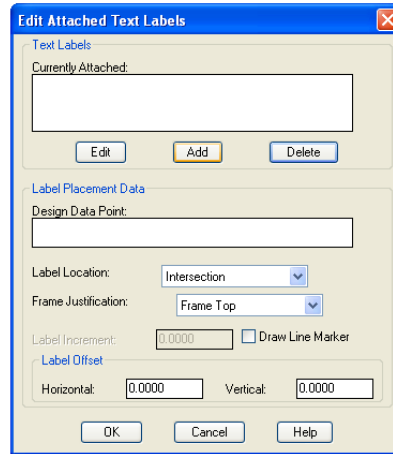 Edit Attached Text Labels
Text Labels
Currently Attached:
Edit Add Delete
Label Placement Data
Design Data Point:
Label Location: Intersection
Frame Justification: Frame Top
Label Increment: 0.0000 Draw Line Marker
Label Offset
Horizontal: 0.0000 Vertical: 0.0000
OK Cancel Help